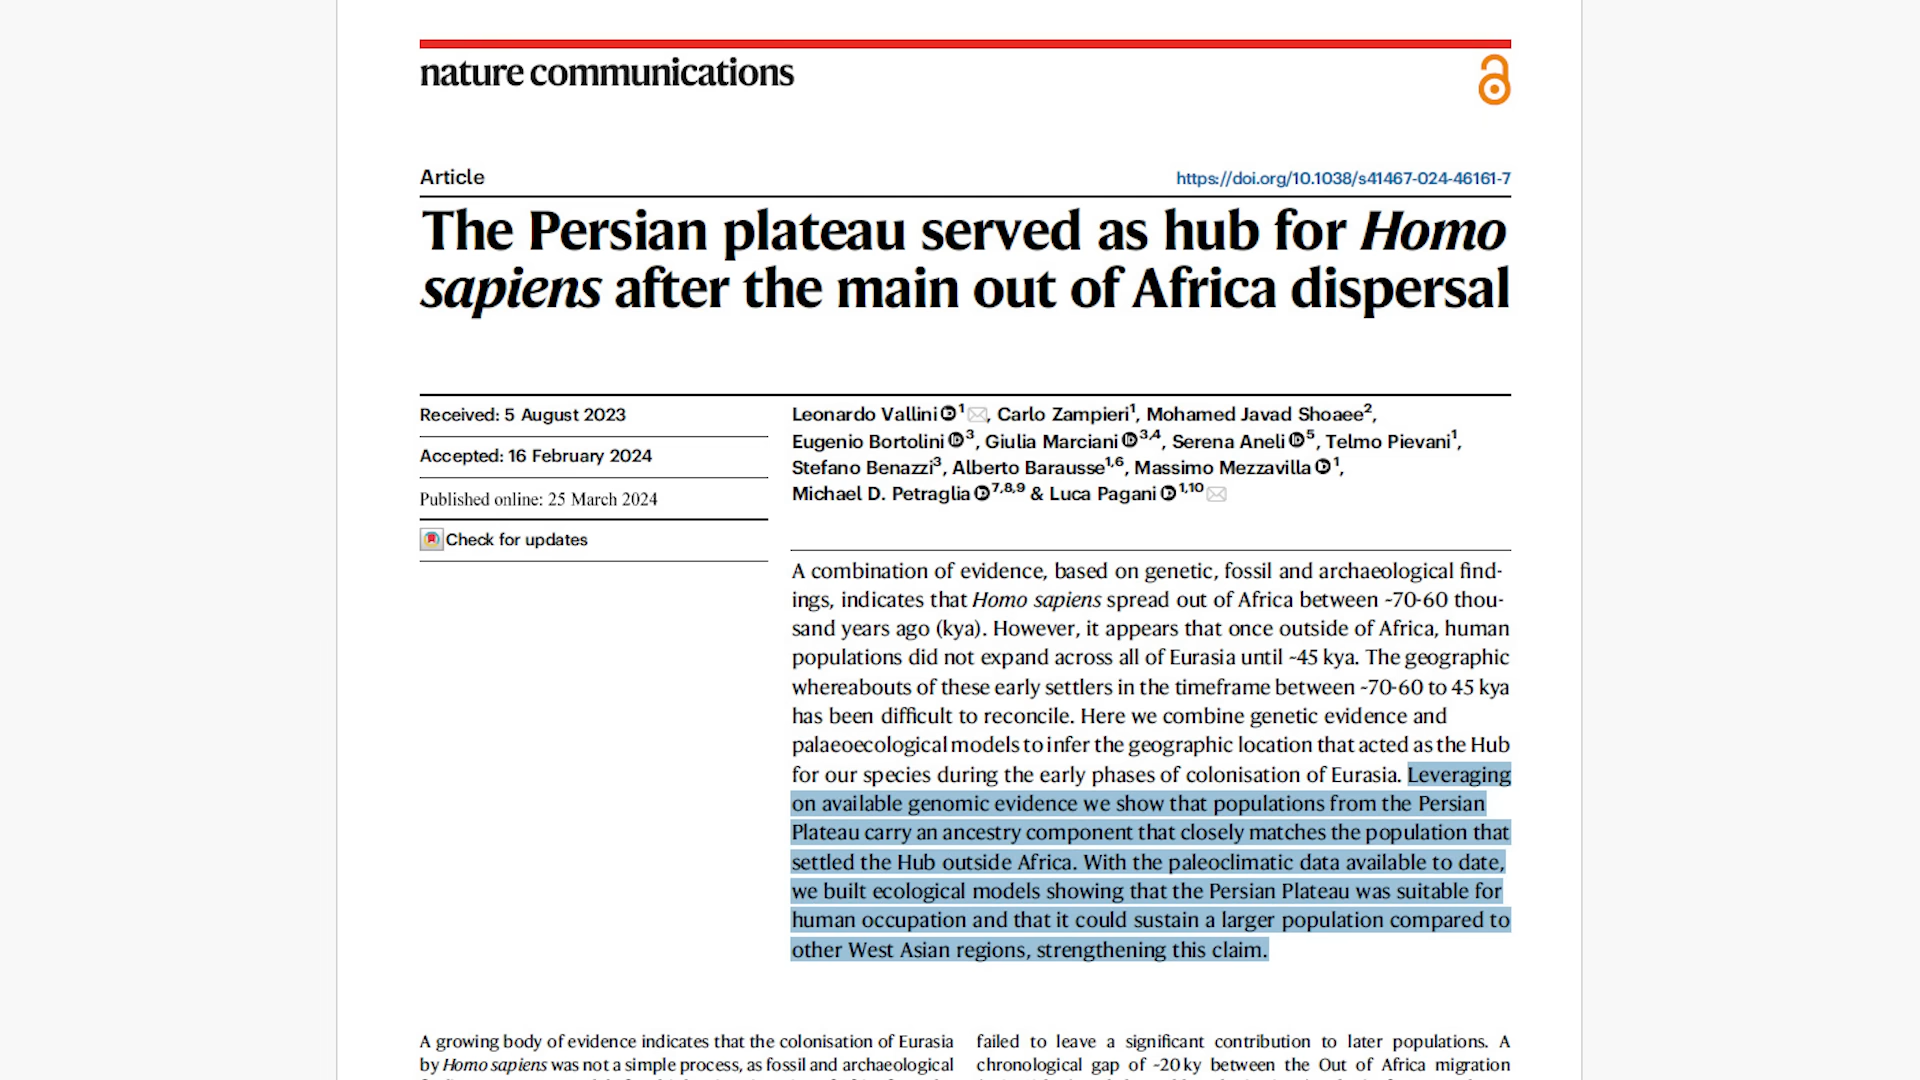 nature communications
Article
https://doi.org/10.1038/s41467-024-46161-7
The Persian plateau served as hub for Homo
sapiens after the main out of Africa dispersal
Received: 5 August 2023
Accepted: 16 February 2024
Published online: 25 March 2024
Check for updates
Leonardo Vallini 1, Carlo Zampieri1, Mohamed Javad Shoaee2,
Eugenio Bortolini 3, Giulia Marciani 3,4, Serena Aneli 5, Telmo Pievani1,
Stefano Benazzi3, Alberto Barausse1,6, Massimo Mezzavilla 1,
Michael D. Petraglia 7,8,9 & Luca Pagani 1,10
A combination of evidence, based on genetic, fossil and archaeological find-
ings, indicates that Homo sapiens spread out of Africa between ~70-60 thou-
sand years ago (kya). However, it appears that once outside of Africa, human
populations did not expand across all of Eurasia until ~45 kya. The geographic
whereabouts of these early settlers in the timeframe between ~70-60 to 45 kya
has been difficult to reconcile. Here we combine genetic evidence and
palaeoecological models to infer the geographic location that acted as the Hub
for our species during the early phases of colonisation of Eurasia. Leveraging
on available genomic evidence we show that populations from the Persian
Plateau carry an ancestry component that closely matches the population that
settled the Hub outside Africa. With the paleoclimatic data available to date,
we built ecological models showing that the Persian Plateau was suitable for
human occupation and that it could sustain a larger population compared to
other West Asian regions, strengthening this claim.
A growing body of evidence indicates that the colonisation of Eurasia
by Homo sapiens was not a simple process, as fossil and archaeological
failed to leave a significant contribution to later populations. A
chronological gap of ~20 ky between the Out of Africa migration